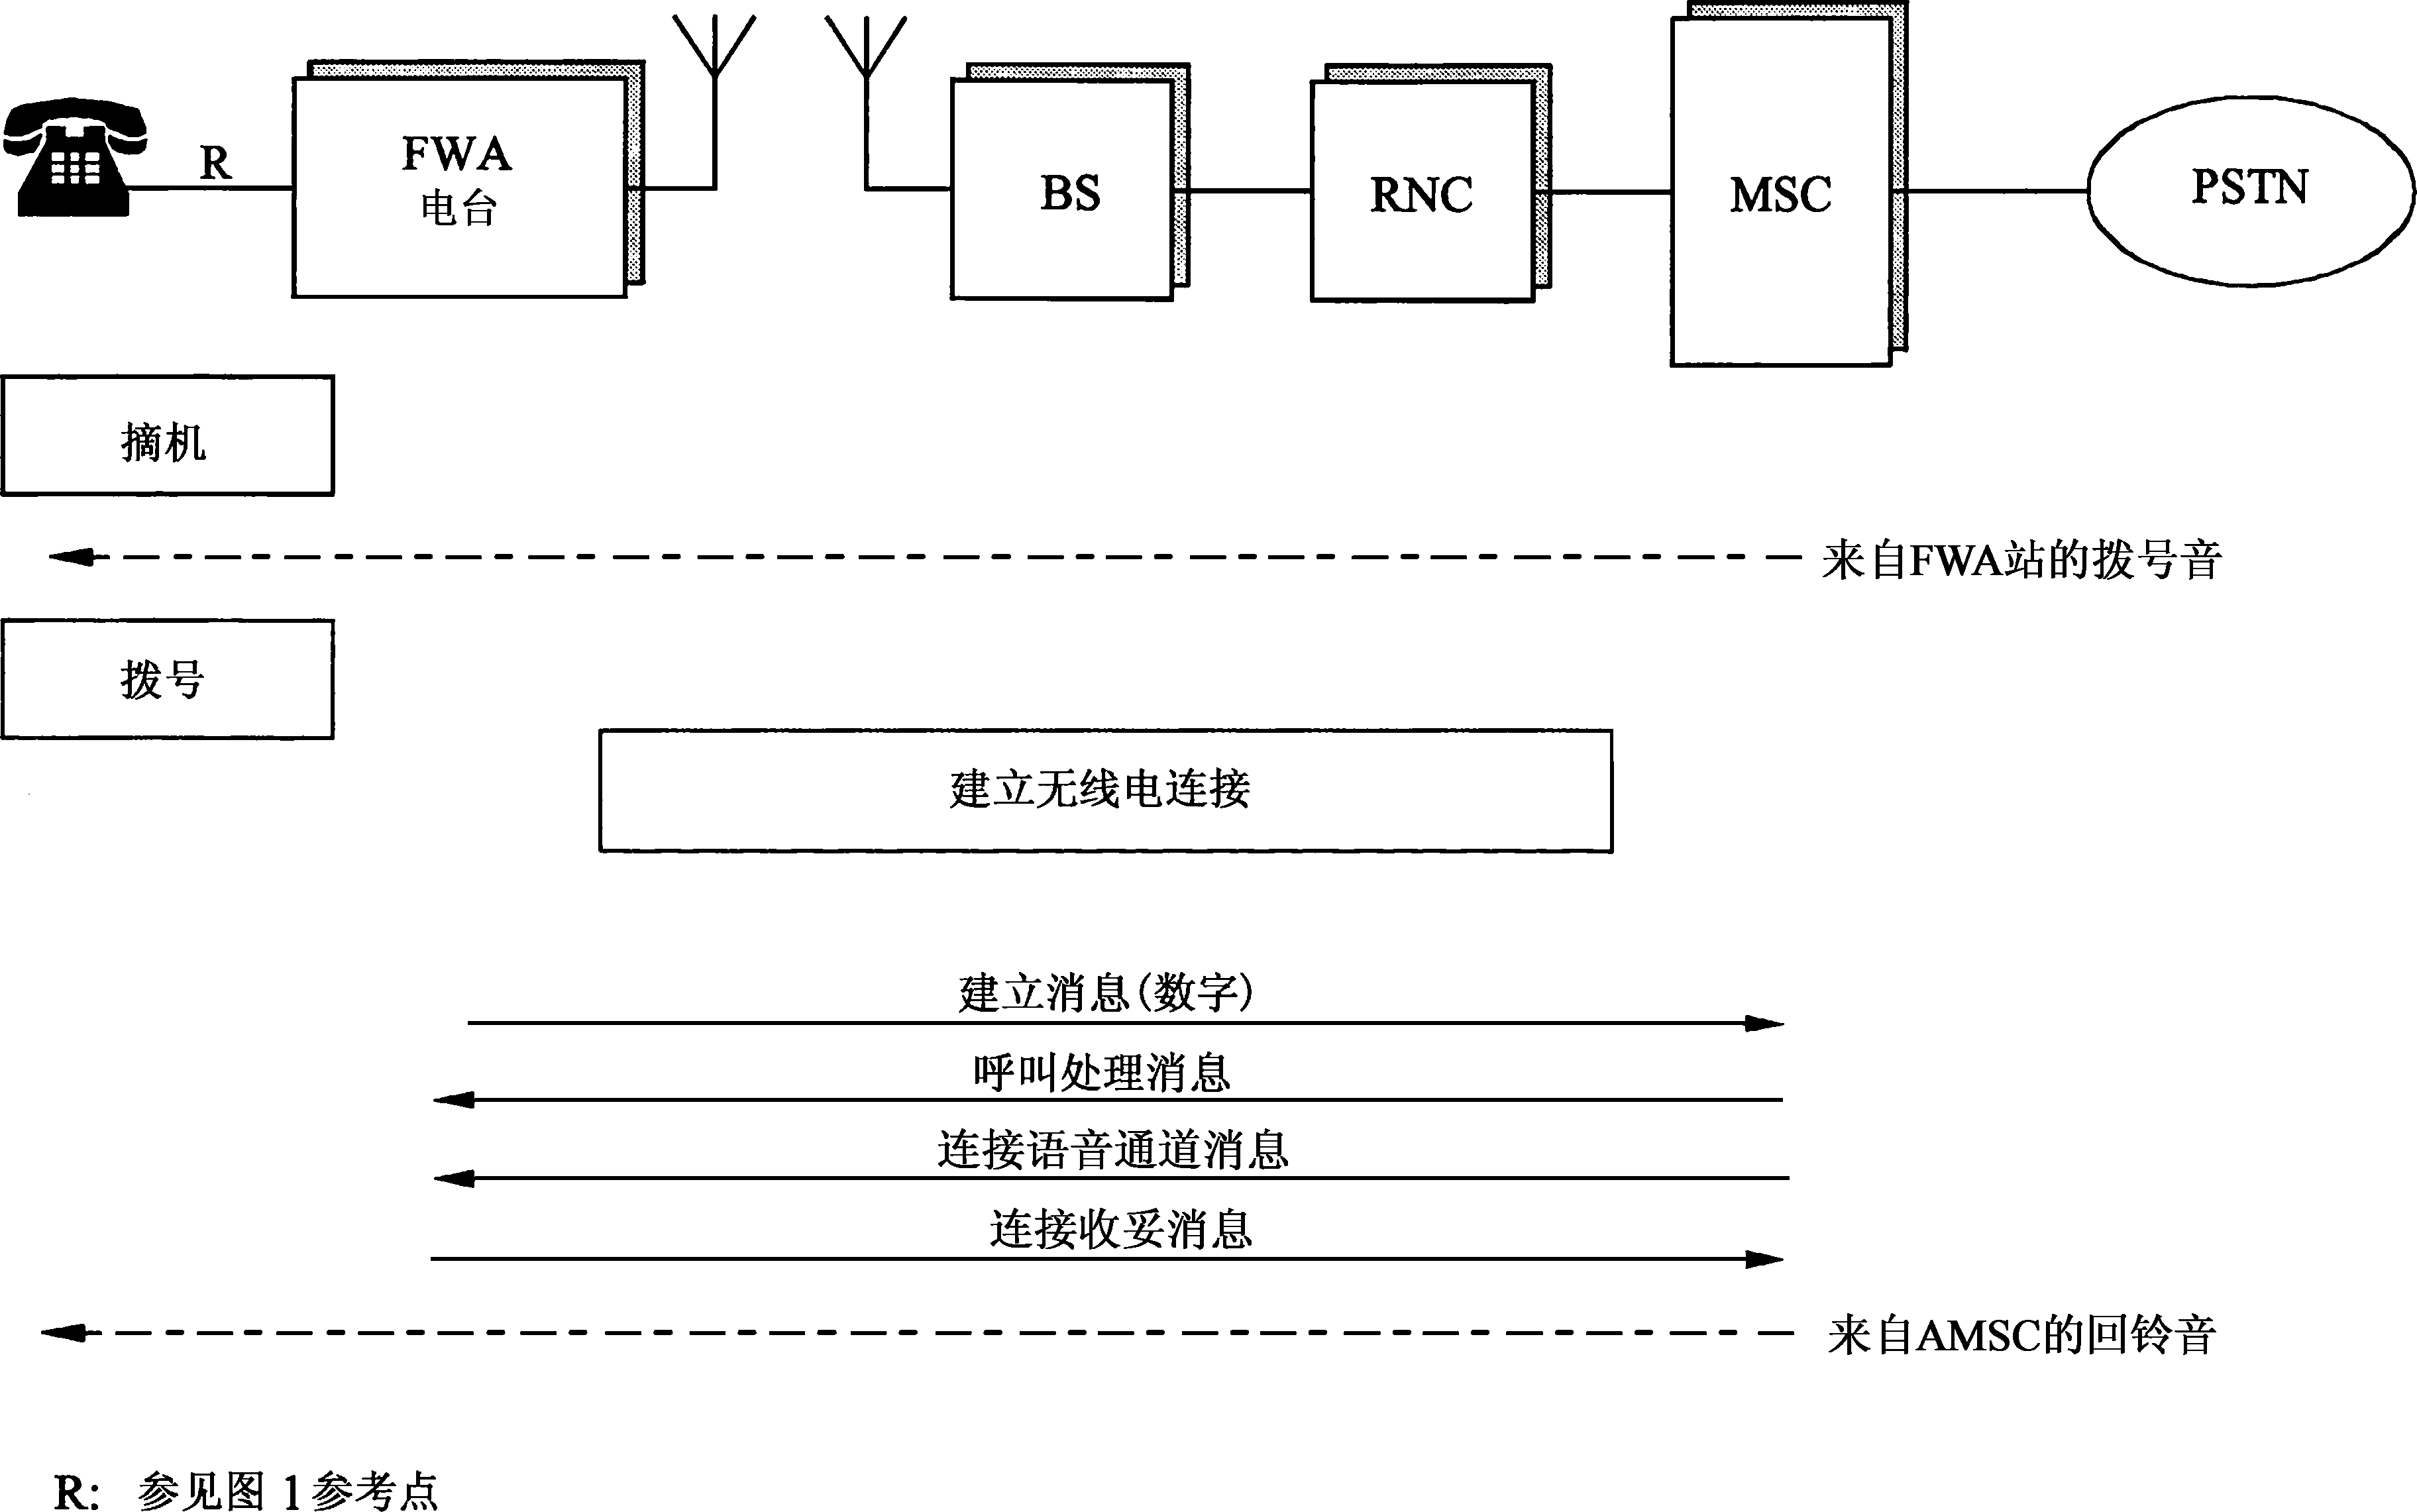 R
FWA
电台
BS
RNC
MSC
PSTN
摘机
来自FWA站的拨号音
拨号
建立无线电连接
建立消息(数字)
呼叫处理消息
连接语音通道消息
连接收妥消息
来自AMSC的回铃音
R: 参见图 1参考点